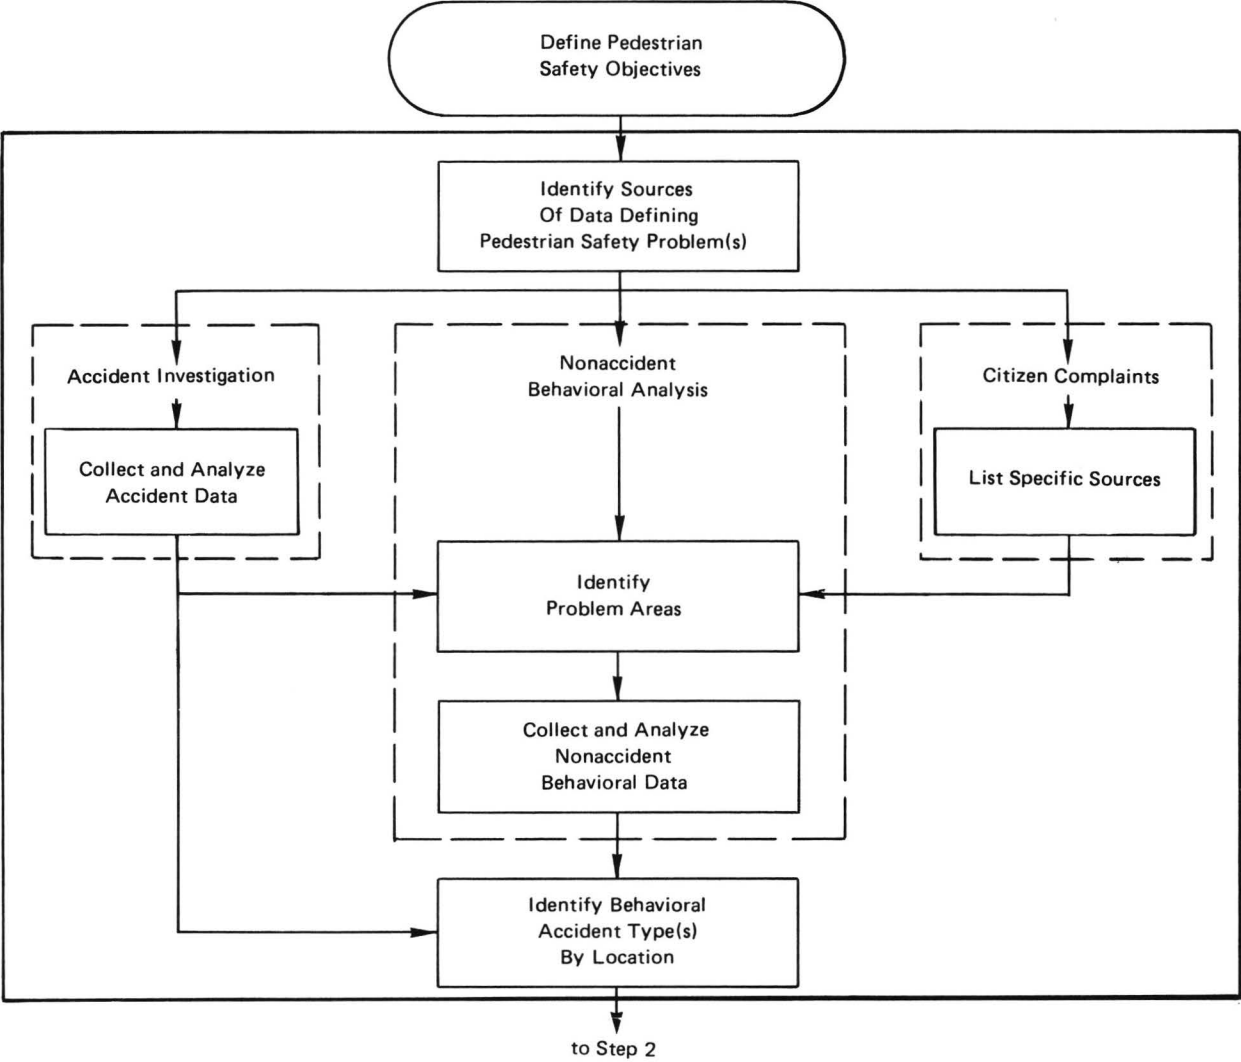 Define Pedestrian
Safety Objectives
Identify Sources
Of Data Defining
Pedestrian Safety Problem(s)
Accident Investigation
Collect and Analyze
Accident Data
Nonaccident
Behavioral Analysis
Citizen Complaints
List Specific Sources
Identify
Problem Areas
Collect and Analyze
Nonaccident
Behavioral Data
Identify Behavioral
Accident Type(s)
By Location
to Step 2